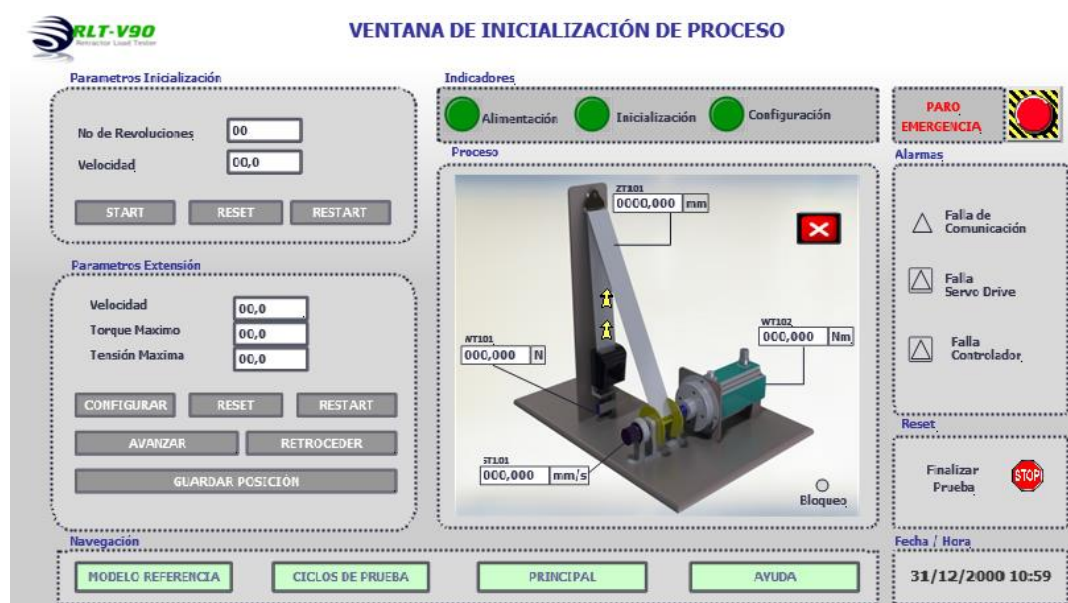 RLT-V90
Retractor Load Tester
VENTANA DE INICIALIZACIÓN DE PROCESO
Parametros Inicialización
No de Revoluciones
00
Velocidad
00,0
START RESET RESTART
Parametros Extensión
Velocidad
00,0
Torque Maximo
00,0
Tensión Maxima
00,0
CONFIGURAR RESET RESTART
AVANZAR RETROCEDER
GUARDAR POSICIÓN
Indicadores
Alimentación Inicialización Configuración
Proceso
ZT101
0000,000 mm
WT101
000,000 N
WT102
000,000 Nm
ST101
000,000 mm/s
Bloqueo
PARO
EMERGENCIA
Alarmas
Falla de
Comunicación
Falla
Servo Drive
Falla
Controlador
Reset
Finalizar
Prueba
STOP
Navegación
MODELO REFERENCIA CICLOS DE PRUEBA PRINCIPAL AYUDA
Fecha / Hora
31/12/2000 10:59